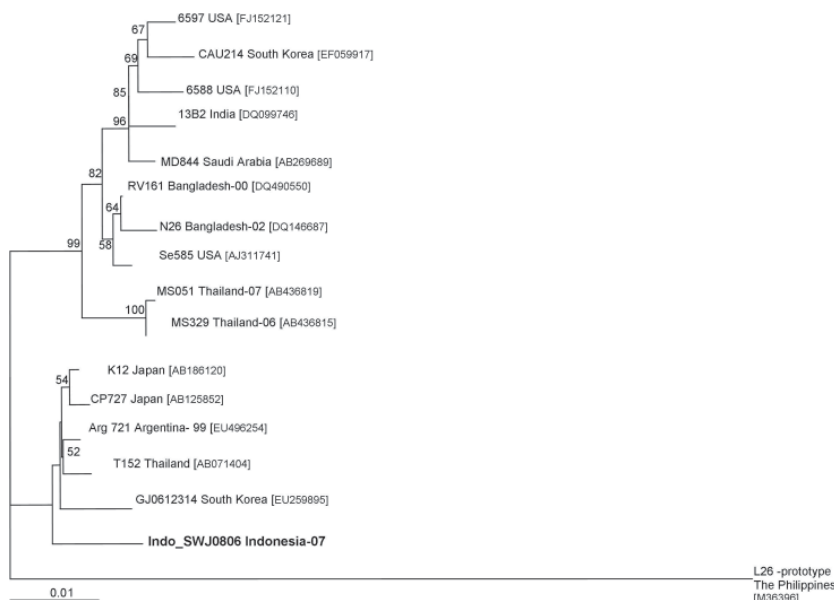 67
6597 USA [FJ152121]
CAU214 South Korea [EF059917]
69
6588 USA [FJ152110]
85
13B2 India [DQ099746]
96
MD844 Saudi Arabia [AB269689]
82
RV161 Bangladesh-00 [DQ490550]
64
N26 Bangladesh-02 [DQ146687]
58
99
Se585 USA [AJ311741]
MS051 Thailand-07 [AB436819]
100
MS329 Thailand-06 [AB436815]
K12 Japan [AB186120]
54
CP727 Japan [AB125852]
Arg 721 Argentina- 99 [EU496254]
52
T152 Thailand [AB071404]
GJ0612314 South Korea [EU259895]
Indo_SWJ0806 Indonesia-07
L26 -prototype
The Philippines
[M36396]
0.01